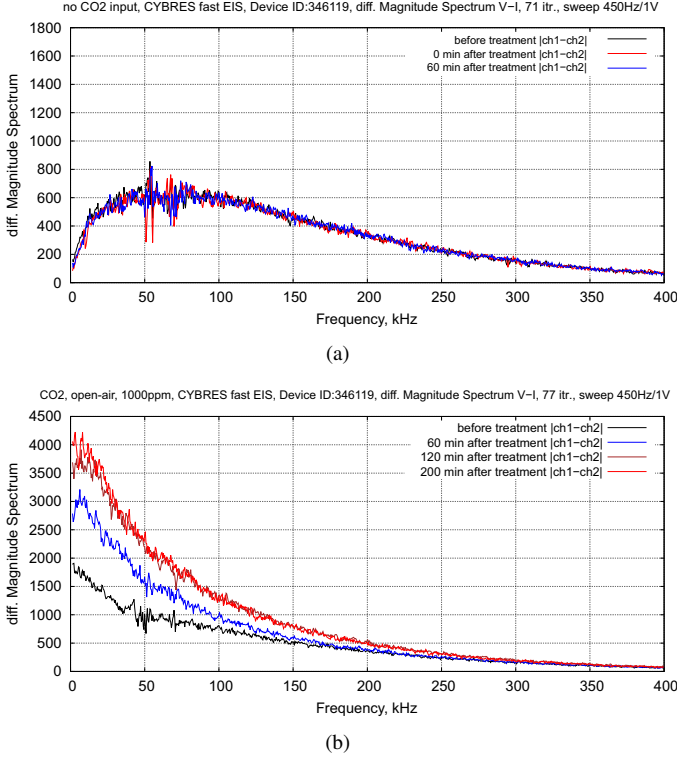 no CO2 input, CYBRES fast EIS, Device ID:346119, diff. Magnitude Spectrum V-I, 71 itr., sweep 450Hz/1V
1800
1600
1400
1200
1000
800
600
400
200
0
diff. Magnitude Spectrum
before treatment |ch1-ch2|
0 min after treatment |ch1-ch2|
60 min after treatment |ch1-ch2|
0 50 100 150 200 250 300 350 400
Frequency, kHz
(a)
CO2, open-air, 1000ppm, CYBRES fast EIS, Device ID:346119, diff. Magnitude Spectrum V-I, 77 itr., sweep 450Hz/1V
4500
4000
3500
3000
2500
2000
1500
1000
500
0
diff. Magnitude Spectrum
before treatment |ch1-ch2|
60 min after treatment |ch1-ch2|
120 min after treatment |ch1-ch2|
200 min after treatment |ch1-ch2|
0 50 100 150 200 250 300 350 400
Frequency, kHz
(b)